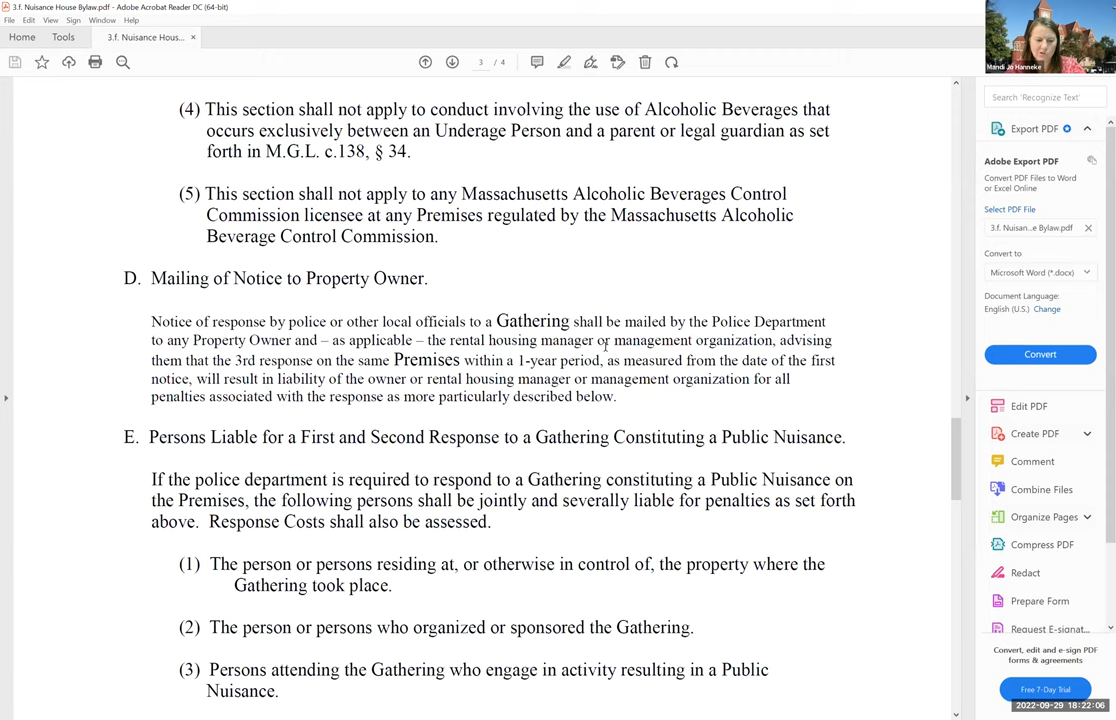 3.f. Nuisance House Bylaw.pdf - Adobe Acrobat Reader DC (64-bit)
File Edit View Sign Window Help
Home Tools 3.f. Nuisance Hous... ×
3 / 4
Mandi Jo Hanneke
(4) This section shall not apply to conduct involving the use of Alcoholic Beverages that
occurs exclusively between an Underage Person and a parent or legal guardian as set
forth in M.G.L. c.138, § 34.
(5) This section shall not apply to any Massachusetts Alcoholic Beverages Control
Commission licensee at any Premises regulated by the Massachusetts Alcoholic
Beverage Control Commission.
D. Mailing of Notice to Property Owner.
Notice of response by police or other local officials to a Gathering shall be mailed by the Police Department
to any Property Owner and – as applicable – the rental housing manager or management organization, advising
them that the 3rd response on the same Premises within a 1-year period, as measured from the date of the first
notice, will result in liability of the owner or rental housing manager or management organization for all
penalties associated with the response as more particularly described below.
E. Persons Liable for a First and Second Response to a Gathering Constituting a Public Nuisance.
If the police department is required to respond to a Gathering constituting a Public Nuisance on
the Premises, the following persons shall be jointly and severally liable for penalties as set forth
above. Response Costs shall also be assessed.
(1) The person or persons residing at, or otherwise in control of, the property where the
Gathering took place.
(2) The person or persons who organized or sponsored the Gathering.
(3) Persons attending the Gathering who engage in activity resulting in a Public
Nuisance.
Search 'Recognize Text'
Export PDF
Adobe Export PDF
Convert PDF Files to Word
or Excel Online
Select PDF File
3.f. Nuisan...e Bylaw.pdf
Convert to
Microsoft Word (*.docx)
Document Language:
English (U.S.) Change
Convert
Edit PDF
Create PDF
Comment
Combine Files
Organize Pages
Compress PDF
Redact
Prepare Form
Request E-signat...
Convert, edit and e-sign PDF
forms & agreements
Free 7-Day Trial
2022-09-29 18:22:06